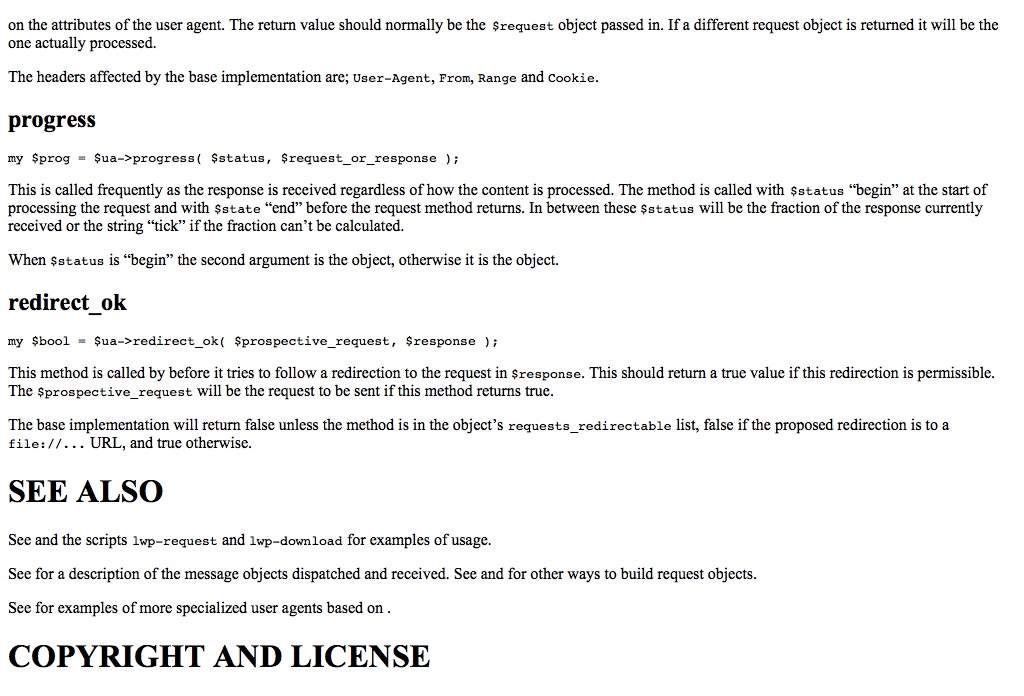 on the attributes of the user agent. The return value should normally be the $request object passed in. If a different request object is returned it will be the
one actually processed.
The headers affected by the base implementation are; User-Agent, From, Range and Cookie.
progress
my $prog = $ua->progress( $status, $request_or_response );
This is called frequently as the response is received regardless of how the content is processed. The method is called with $status “begin” at the start of
processing the request and with $state “end” before the request method returns. In between these $status will be the fraction of the response currently
received or the string “tick” if the fraction can’t be calculated.
When $status is “begin” the second argument is the object, otherwise it is the object.
redirect_ok
my $bool = $ua->redirect_ok( $prospective_request, $response );
This method is called by before it tries to follow a redirection to the request in $response. This should return a true value if this redirection is permissible.
The $prospective_request will be the request to be sent if this method returns true.
The base implementation will return false unless the method is in the object’s requests_redirectable list, false if the proposed redirection is to a
file://... URL, and true otherwise.
SEE ALSO
See and the scripts lwp-request and lwp-download for examples of usage.
See for a description of the message objects dispatched and received. See and for other ways to build request objects.
See for examples of more specialized user agents based on .
COPYRIGHT AND LICENSE